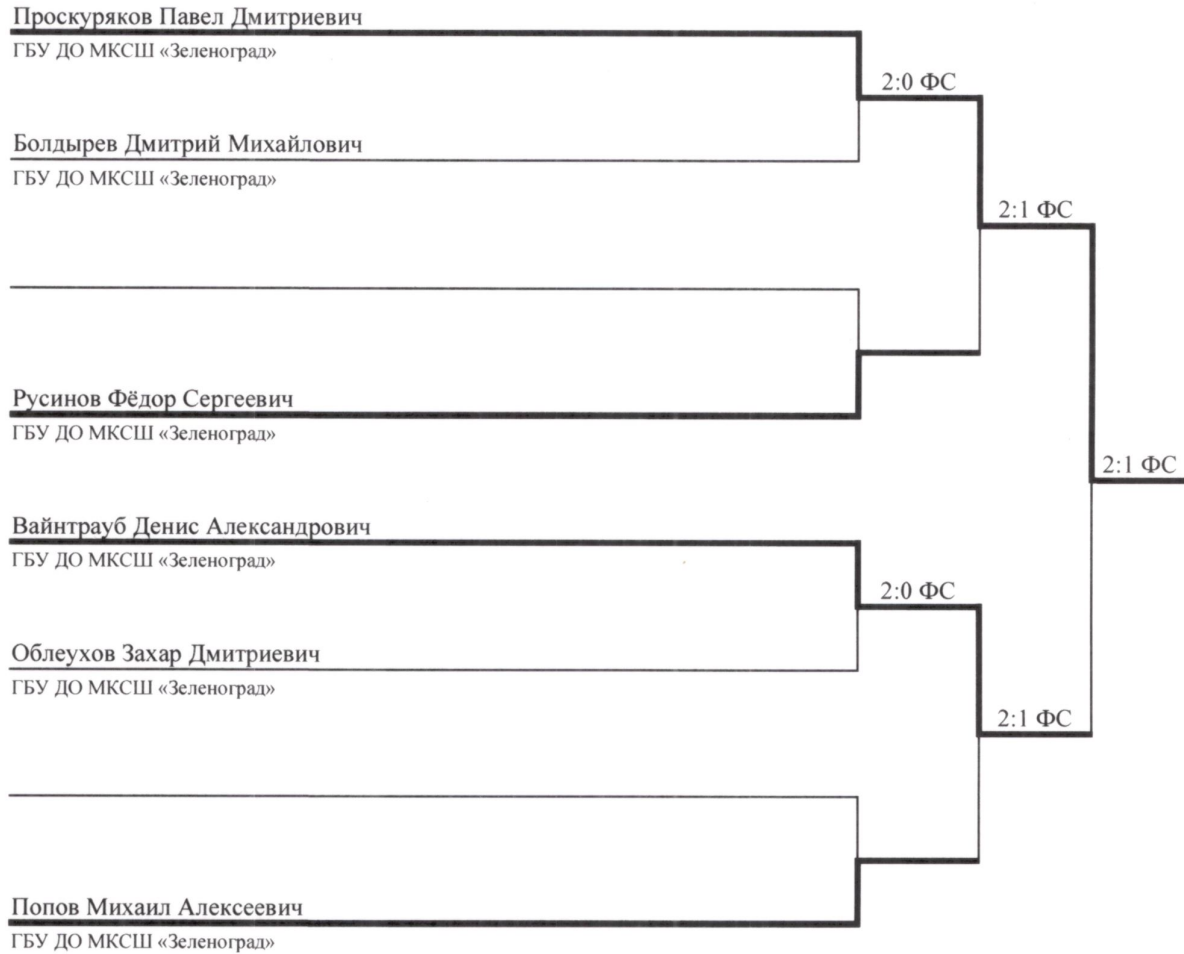 Проскуряков Павел Дмитриевич
ГБУ ДО МКСШ «Зеленоград»
2:0 ФС
Болдырев Дмитрий Михайлович
ГБУ ДО МКСШ «Зеленоград»
2:1 ФС
Русинов Фёдор Сергеевич
ГБУ ДО МКСШ «Зеленоград»
2:1 ФС
Вайнтрауб Денис Александрович
ГБУ ДО МКСШ «Зеленоград»
2:0 ФС
Облеухов Захар Дмитриевич
ГБУ ДО МКСШ «Зеленоград»
2:1 ФС
Попов Михаил Алексеевич
ГБУ ДО МКСШ «Зеленоград»